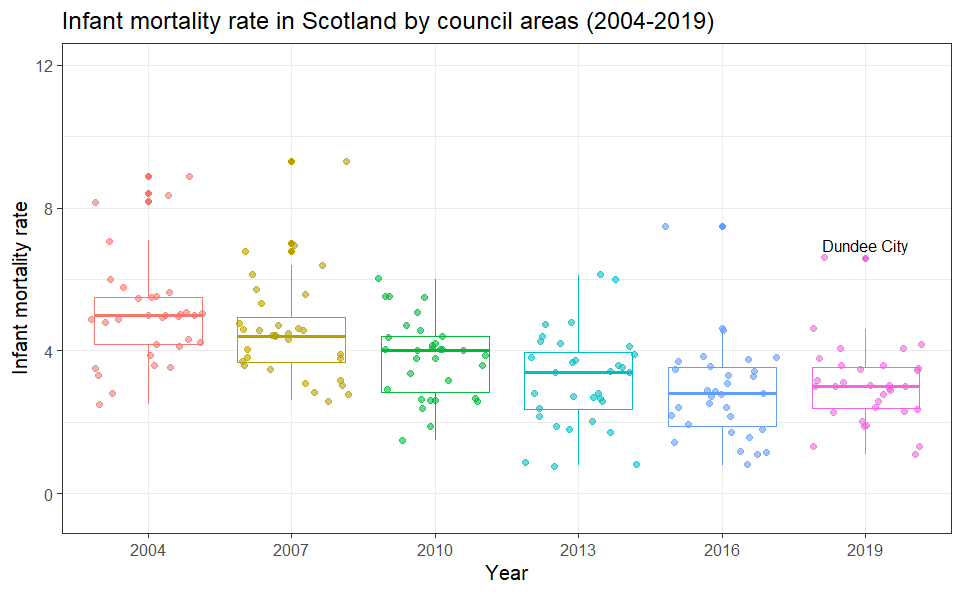 Infant mortality rate in Scotland by council areas (2004-2019)
12
8
4
0
Infant mortality rate
Dundee City
2004 2007 2010 2013 2016 2019
Year